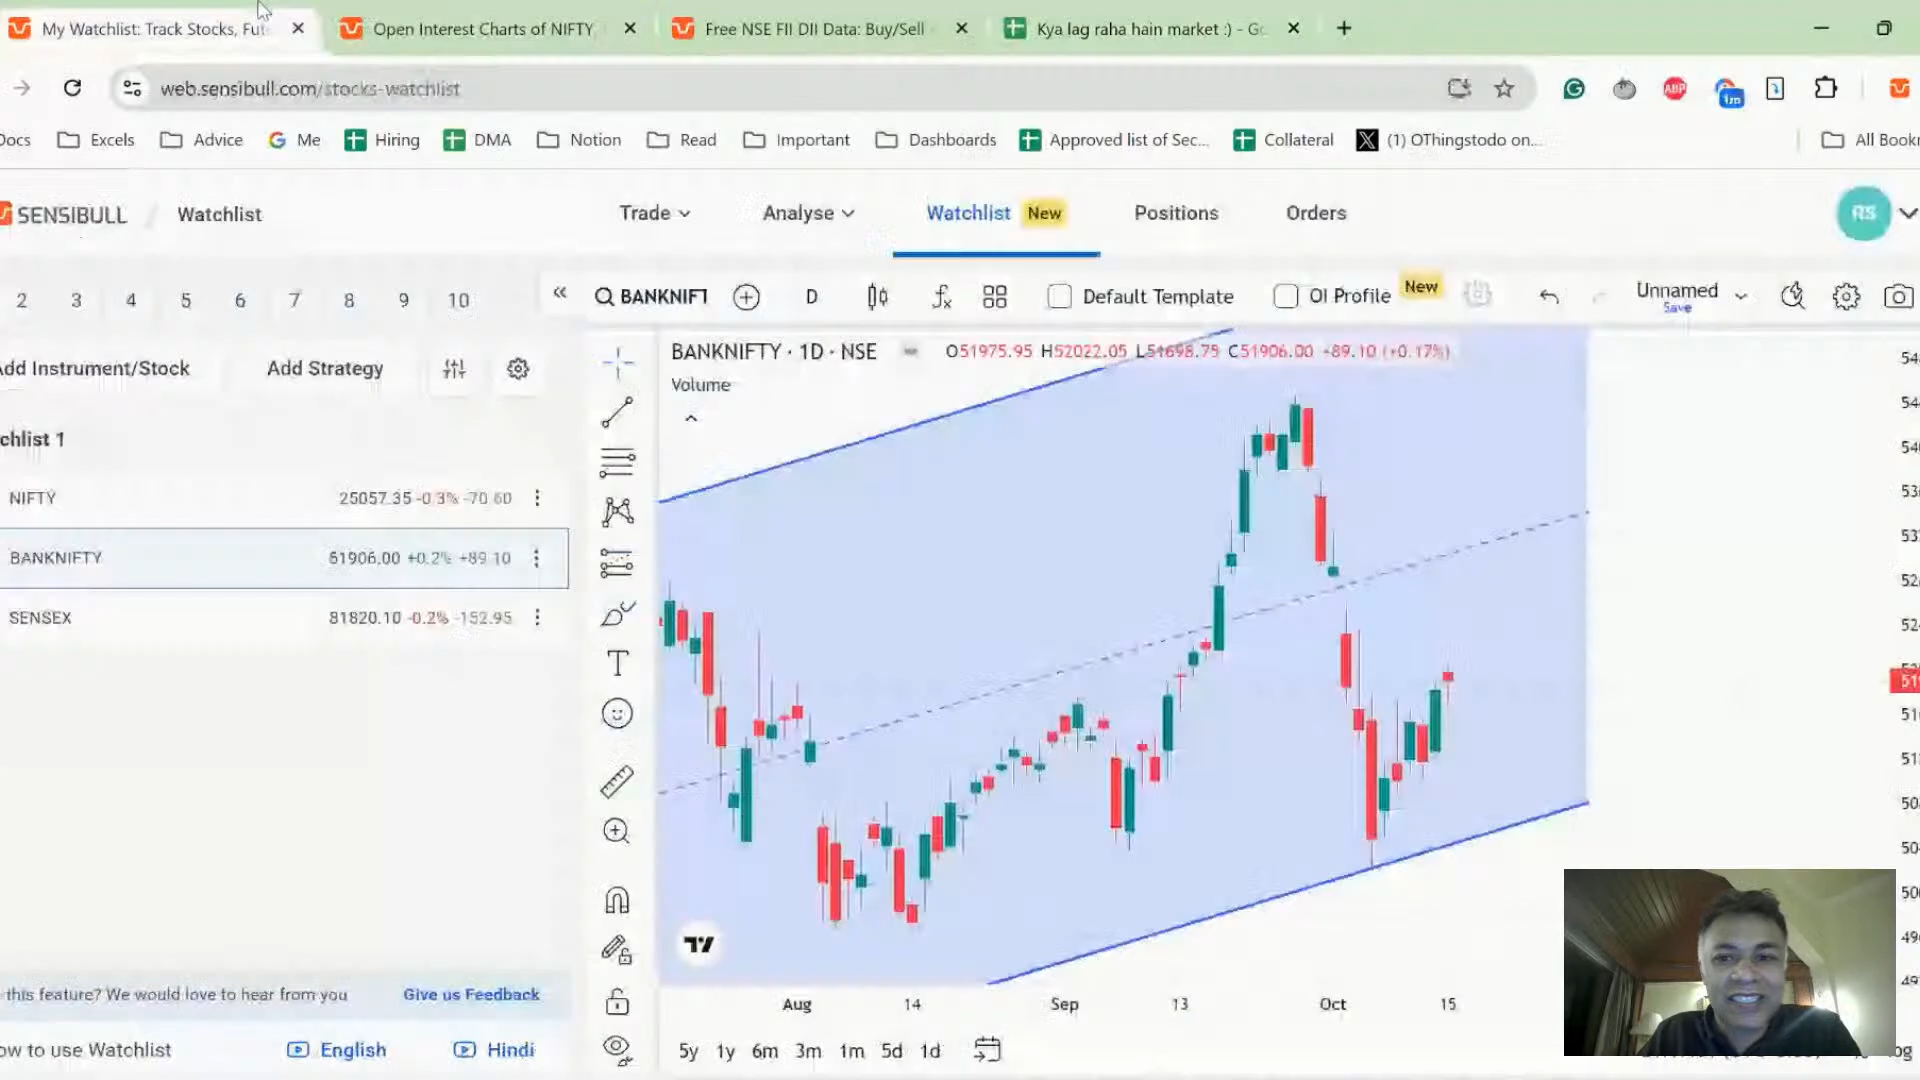 My Watchlist: Track Stocks, Fut
Open Interest Charts of NIFTY
Free NSE FII DII Data: Buy/Sell
Kya lag raha hain market :) - Go
web.sensibull.com/stocks-watchlist
ABP
1m
Docs
Excels
Advice
Me
Hiring
DMA
Notion
Read
Important
Dashboards
Approved list of Sec...
Collateral
(1) OThingstodo on...
All Book
SENSIBULL / Watchlist
Trade
Analyse
Watchlist New
Positions
Orders
RS
2 3 4 5 6 7 8 9 10
BANKNIFT
D
Default Template
OI Profile New
Unnamed
Save
dd Instrument/Stock
Add Strategy
BANKNIFTY · 1D · NSE
O51975.95 H52022.05 L51698.75 C51906.00 +89.10 (+0.17%)
Volume
chlist 1
NIFTY 25057.35 -0.3% -70.60
BANKNIFTY 51906.00 +0.2% +89.10
SENSEX 81820.10 -0.2% -152.95
T
Aug 14 Sep 13 Oct 15
this feature? We would love to hear from you
Give us Feedback
ow to use Watchlist
English
Hindi
5y 1y 6m 3m 1m 5d 1d
og